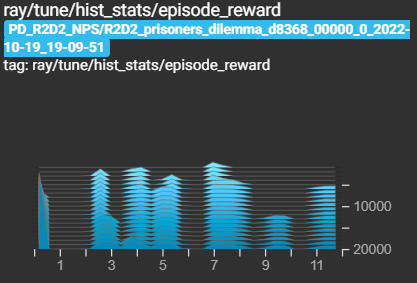 ray/tune/hist_stats/episode_reward
PD_R2D2_NPS/R2D2_prisoners_dilemma_d8368_00000_0_2022-
10-19_19-09-51
tag: ray/tune/hist_stats/episode_reward
10000
20000
1 3 5 7 9 11